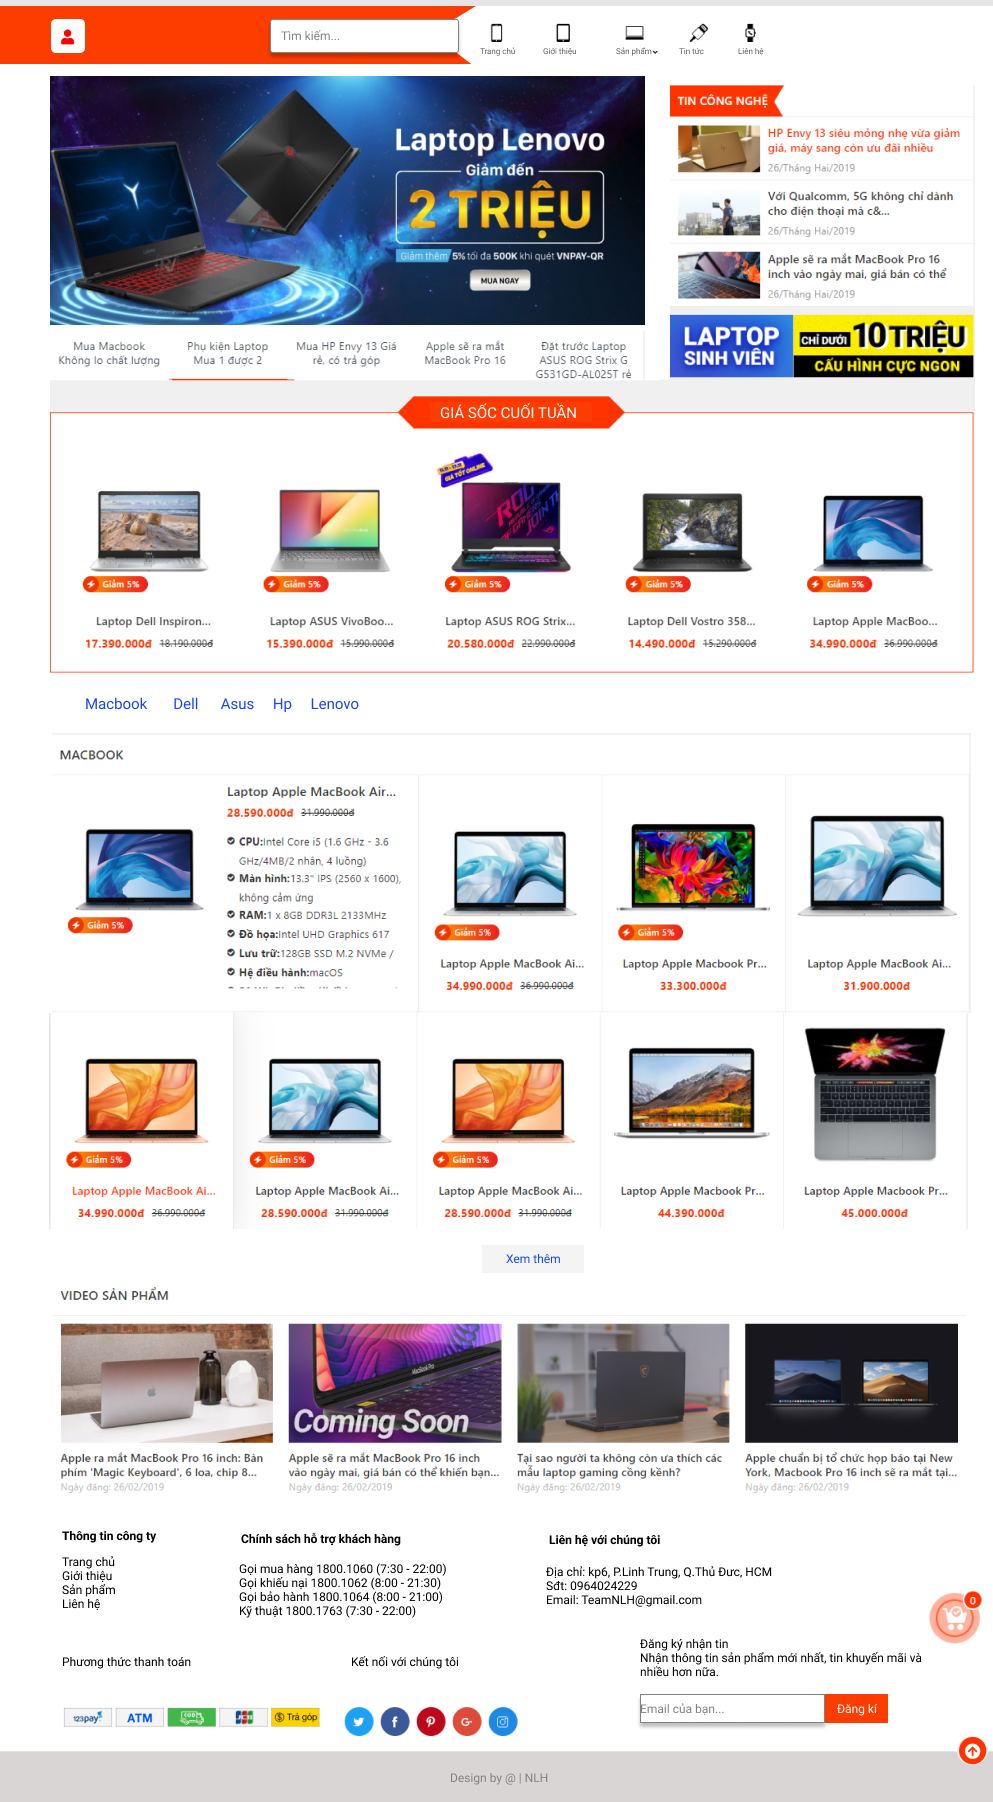 Tìm kiếm...
Trang chủ
Giới thiệu
Sản phẩm
Tin tức
Liên hệ
Laptop Lenovo
Giảm đến
2 TRIỆU
Giảm thêm 5% tối đa 500K khi quét VNPAY-QR
MUA NGAY
TIN CÔNG NGHỆ
HP Envy 13 siêu mỏng nhẹ vừa giảm
giá, máy sang còn ưu đãi nhiều
26/Tháng Hai/2019
Với Qualcomm, 5G không chỉ dành
cho điện thoại mà c&...
26/Tháng Hai/2019
Apple sẽ ra mắt MacBook Pro 16
inch vào ngày mai, giá bán có thể
26/Tháng Hai/2019
LAPTOP
SINH VIÊN
CHỈ DƯỚI 10 TRIỆU
CẤU HÌNH CỰC NGON
Mua Macbook
Không lo chất lượng
Phụ kiện Laptop
Mua 1 được 2
Mua HP Envy 13 Giá
rẻ, có trả góp
Apple sẽ ra mắt
MacBook Pro 16
Đặt trước Laptop
ASUS ROG Strix G
G531GD-AL025T rẻ
GIÁ SỐC CUỐI TUẦN
GIÁ TỐT ONLINE
Giảm 5%
Giảm 5%
Giảm 5%
Giảm 5%
Giảm 5%
Laptop Dell Inspiron...
Laptop ASUS VivoBoo...
Laptop ASUS ROG Strix...
Laptop Dell Vostro 358...
Laptop Apple MacBoo...
17.390.000đ 18.190.000đ
15.390.000đ 15.990.000đ
20.580.000đ 22.990.000đ
14.490.000đ 15.290.000đ
34.990.000đ 36.990.000đ
Macbook Dell Asus Hp Lenovo
MACBOOK
Giảm 5%
Laptop Apple MacBook Air...
28.590.000đ 31.990.000đ
CPU:Intel Core i5 (1.6 GHz - 3.6
GHz/4MB/2 nhân, 4 luồng)
Màn hình:13.3" IPS (2560 x 1600),
không cảm ứng
RAM:1 x 8GB DDR3L 2133MHz
Đồ họa:Intel UHD Graphics 617
Lưu trữ:128GB SSD M.2 NVMe /
Hệ điều hành:macOS
Giảm 5%
Giảm 5%
Laptop Apple MacBook Ai...
Laptop Apple Macbook Pr...
Laptop Apple MacBook Ai...
34.990.000đ 36.990.000đ
33.300.000đ
31.900.000đ
Giảm 5%
Giảm 5%
Giảm 5%
Laptop Apple MacBook Ai...
Laptop Apple MacBook Ai...
Laptop Apple MacBook Ai...
Laptop Apple Macbook Pr...
Laptop Apple Macbook Pr...
34.990.000đ 36.990.000đ
28.590.000đ 31.990.000đ
28.590.000đ 31.990.000đ
44.390.000đ
45.000.000đ
Xem thêm
VIDEO SẢN PHẨM
MacBook Pro
Coming Soon
Apple ra mắt MacBook Pro 16 inch: Bàn
phím 'Magic Keyboard', 6 loa, chip 8...
Ngày đăng: 26/02/2019
Apple sẽ ra mắt MacBook Pro 16 inch
vào ngày mai, giá bán có thể khiến bạn...
Ngày đăng: 26/02/2019
Tại sao người ta không còn ưa thích các
mẫu laptop gaming cồng kềnh?
Ngày đăng: 26/02/2019
Apple chuẩn bị tổ chức họp báo tại New
York, Macbook Pro 16 inch sẽ ra mắt tại...
Ngày đăng: 26/02/2019
Thông tin công ty
Trang chủ
Giới thiệu
Sản phẩm
Liên hệ
Chính sách hỗ trợ khách hàng
Gọi mua hàng 1800.1060 (7:30 - 22:00)
Gọi khiếu nại 1800.1062 (8:00 - 21:30)
Gọi bảo hành 1800.1064 (8:00 - 21:00)
Kỹ thuật 1800.1763 (7:30 - 22:00)
Liên hệ với chúng tôi
Địa chỉ: kp6, P.Linh Trung, Q.Thủ Đưc, HCM
Sđt: 0964024229
Email: TeamNLH@gmail.com
0
Phương thức thanh toán
123pay
ATM
COD
JCB
Trả góp
Kết nối với chúng tôi
Đăng ký nhận tin
Nhận thông tin sản phẩm mới nhất, tin khuyến mãi và
nhiều hơn nữa.
Email của bạn...
Đăng kí
Design by @ | NLH